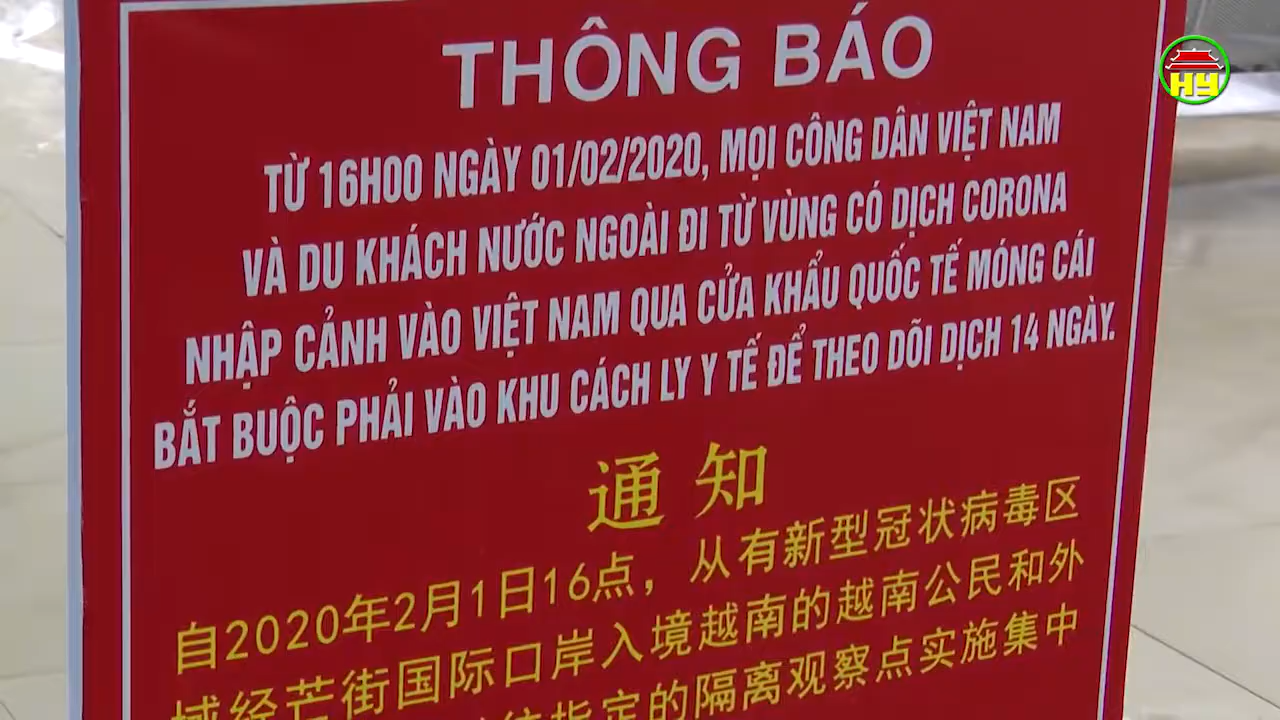 THÔNG BÁO
HY
TỪ 16H00 NGÀY 01/02/2020, MỌI CÔNG DÂN VIỆT NAM
VÀ DU KHÁCH NƯỚC NGOÀI ĐI TỪ VÙNG CÓ DỊCH CORONA
NHẬP CẢNH VÀO VIỆT NAM QUA CỬA KHẨU QUỐC TẾ MÓNG CÁI
BẮT BUỘC PHẢI VÀO KHU CÁCH LY Y TẾ ĐỂ THEO DÕI DỊCH 14 NGÀY.
通知
自2020年2月1日16点，从有新型冠状病毒区
域经芒街国际口岸入境越南的越南公民和外
指定的隔离观察点实施集中